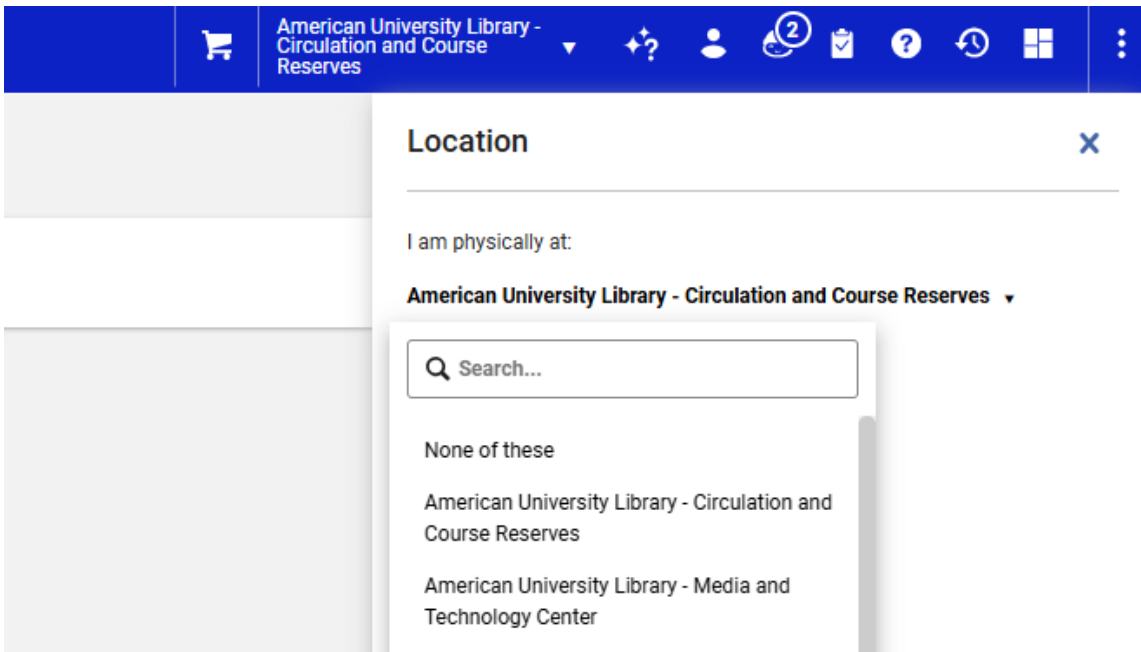 American University Library -
Circulation and Course
Reserves
?
2
?
Location
I am physically at:
American University Library - Circulation and Course Reserves
Search...
None of these
American University Library - Circulation and
Course Reserves
American University Library - Media and
Technology Center